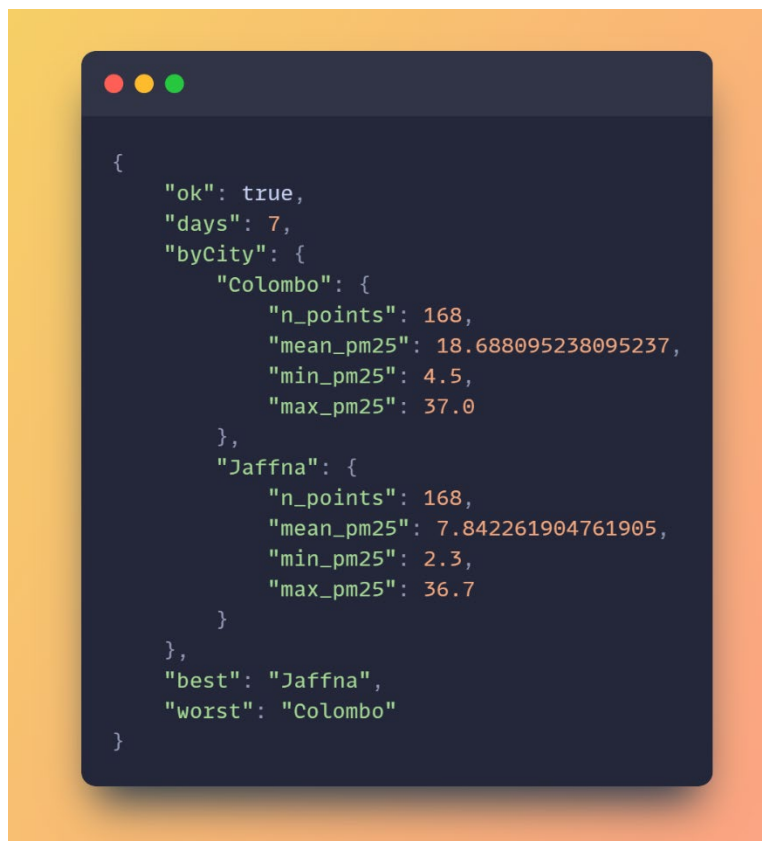 {
    "ok": true,
    "days": 7,
    "byCity": {
        "Colombo": {
            "n_points": 168,
            "mean_pm25": 18.688095238095237,
            "min_pm25": 4.5,
            "max_pm25": 37.0
        },
        "Jaffna": {
            "n_points": 168,
            "mean_pm25": 7.842261904761905,
            "min_pm25": 2.3,
            "max_pm25": 36.7
        }
    },
    "best": "Jaffna",
    "worst": "Colombo"
}